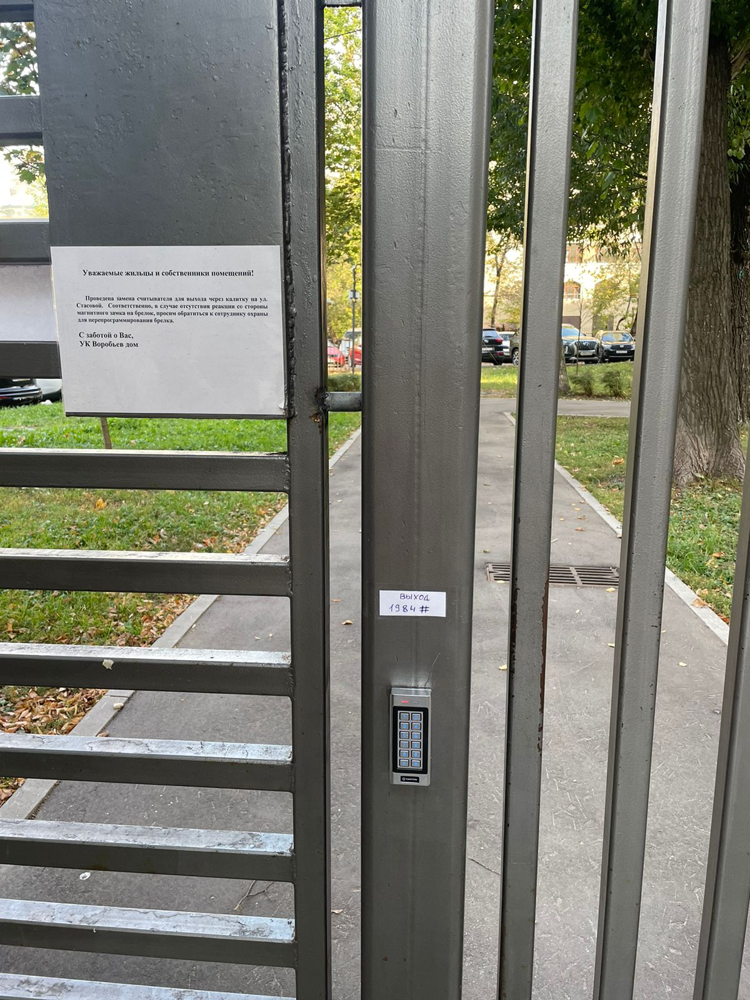 Уважаемые жильцы и собственники помещений!
Проведена замена считывателя для выхода через калитку на ул.
Стасовой. Соответственно, в случае отсутствия реакции со стороны
магнитного замка на брелок, просим обратиться к сотруднику охраны
для перепрограммирования брелка.
С заботой о Вас,
УК Воробьев дом
ВЫХОД
1984#
TANTOS